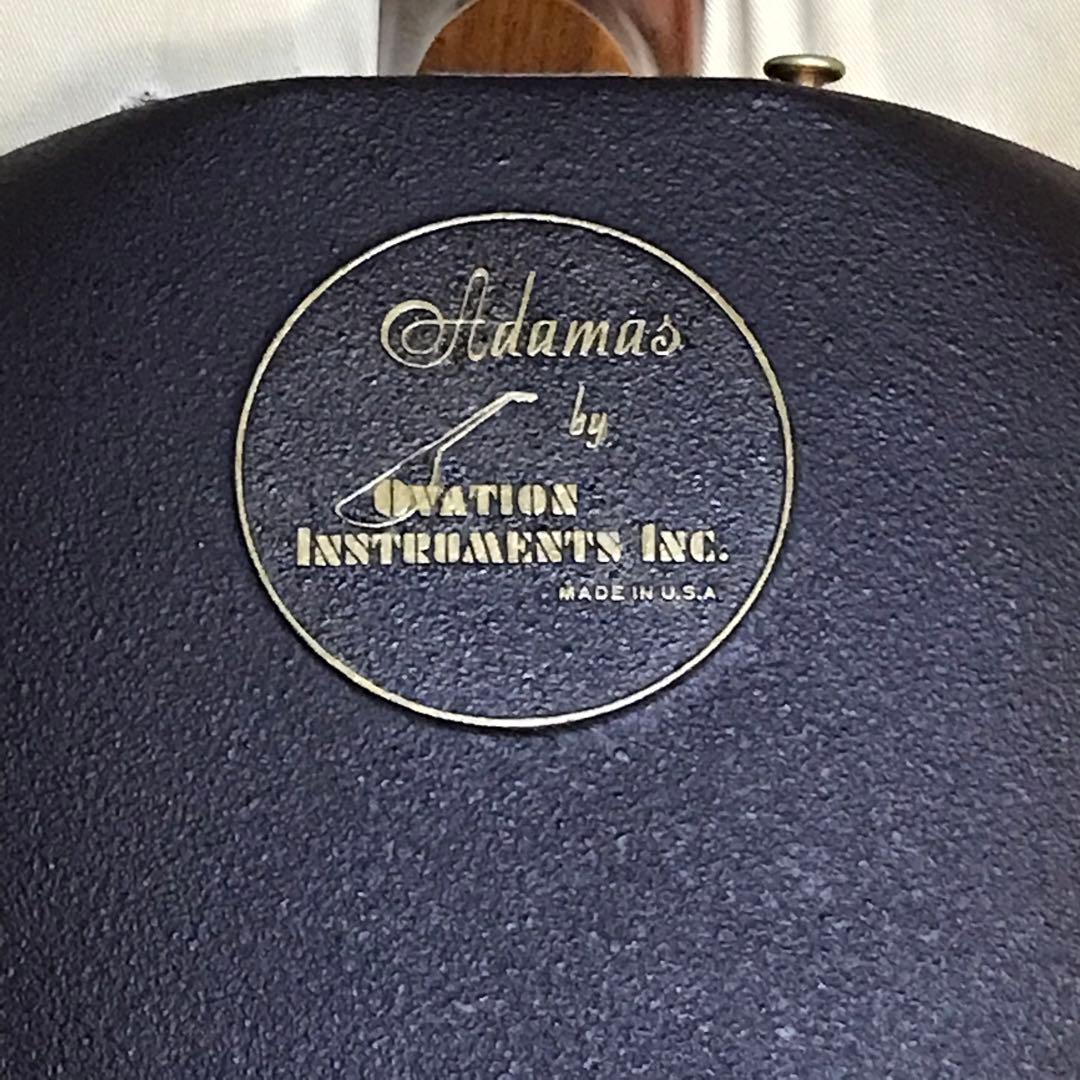 Adamas
by
OVATION
INSTRUMENTS INC.
MADE IN U.S.A